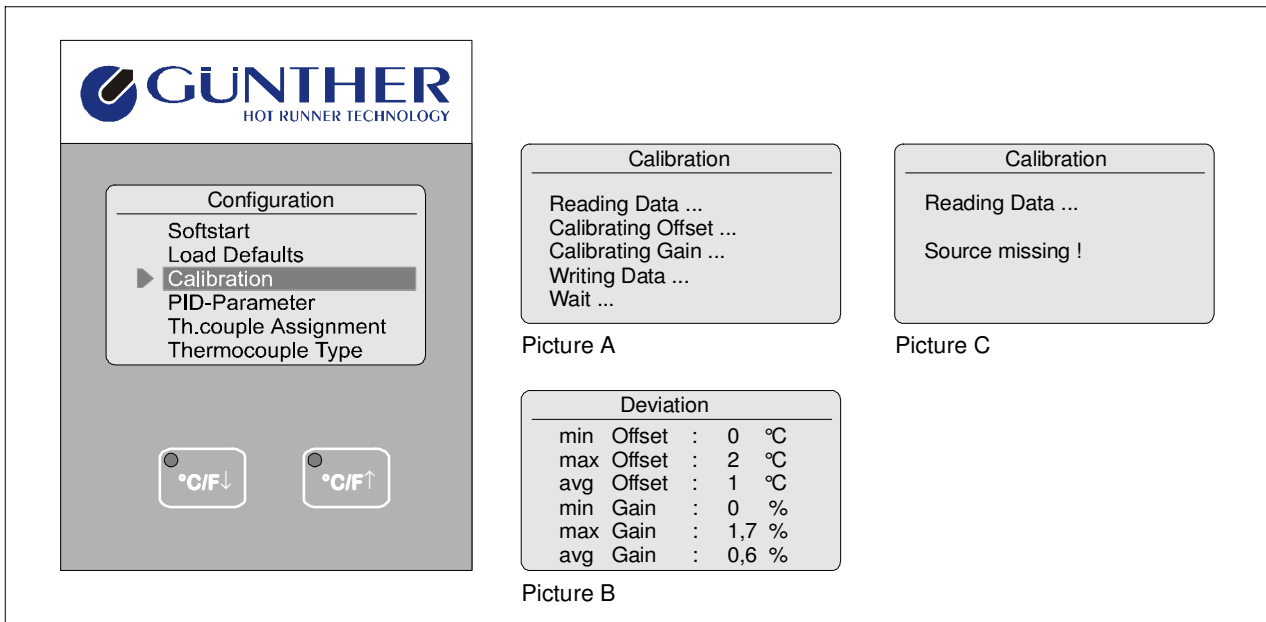 GÜNTHER
HOT RUNNER TECHNOLOGY
Configuration
Softstart
Load Defaults
Calibration
PID-Parameter
Th.couple Assignment
Thermocouple Type
°C/F↓
°C/F↑
Calibration
Reading Data ...
Calibrating Offset ...
Calibrating Gain ...
Writing Data ...
Wait ...
Picture A
Calibration
Reading Data ...
Source missing !
Picture C
Deviation
min Offset : 0 °C
max Offset : 2 °C
avg Offset : 1 °C
min Gain : 0 %
max Gain : 1,7 %
avg Gain : 0,6 %
Picture B